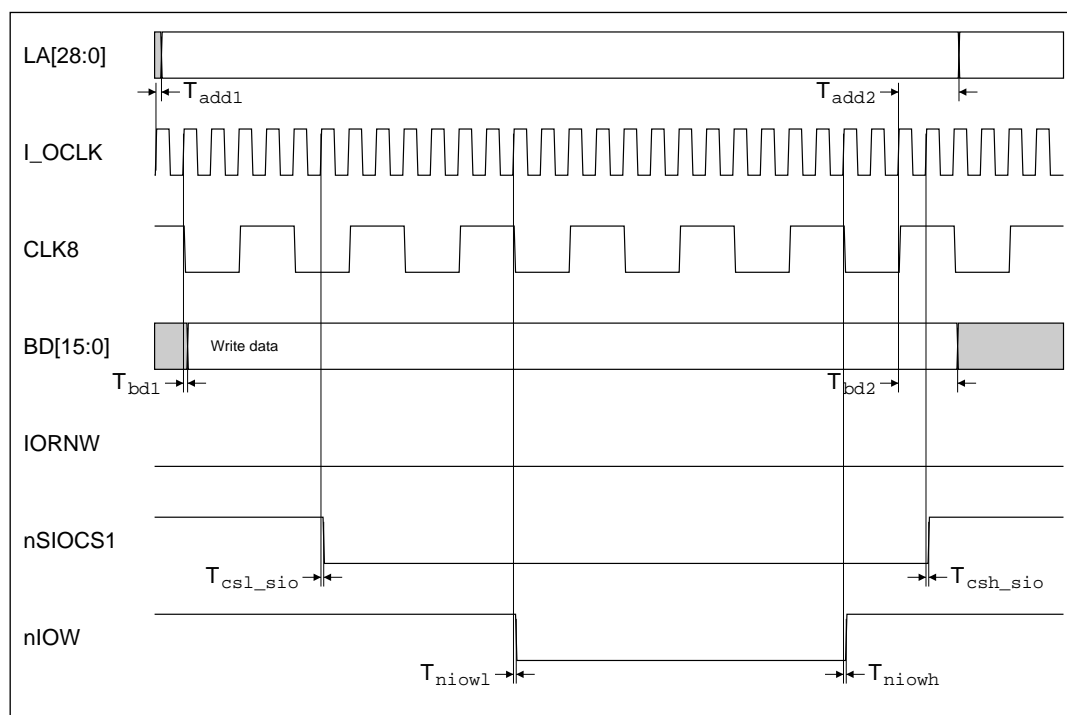 LA[28:0]
Tadd1
Tadd2
I_OCLK
CLK8
BD[15:0]
Write data
Tbd1
Tbd2
IORNW
nSIOCS1
Tcsl_sio
Tcsh_sio
nIOW
Tniowl
Tniowh